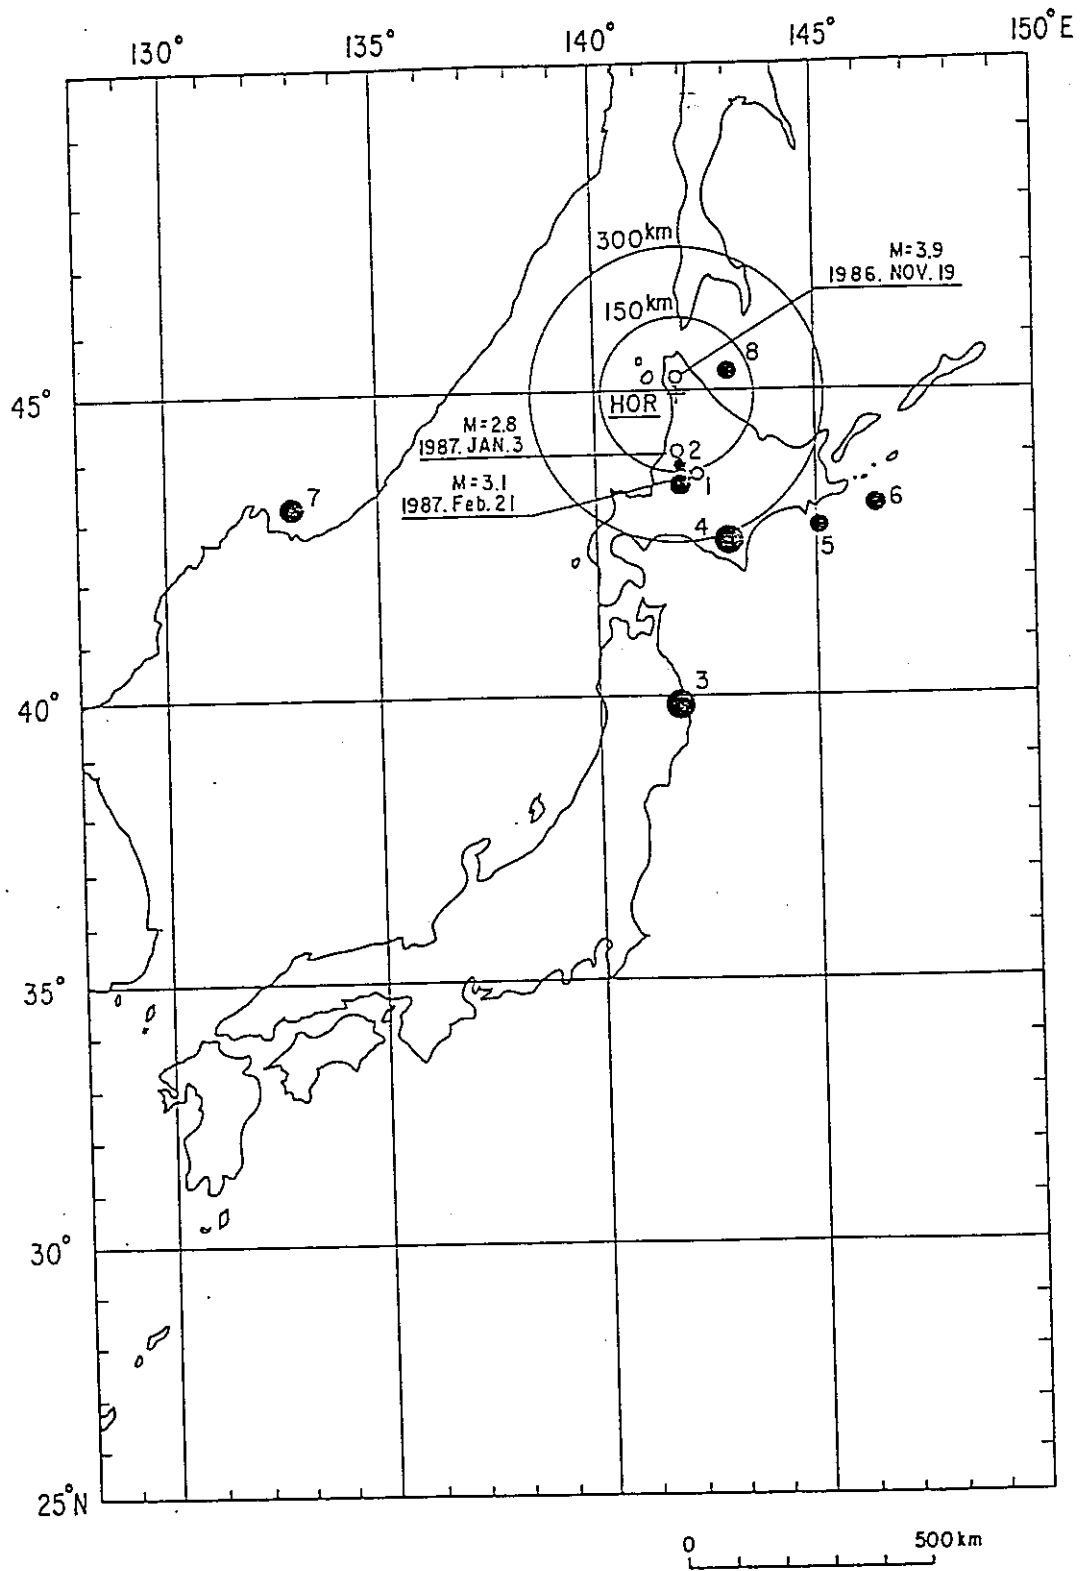 130° 135° 140° 145° 150°E
300km
M=3.9
1986. NOV. 19
150km
8
45°
HOR
M=2.8
1987. JAN. 3
2
M=3.1
1987. Feb. 21
1
7
6
4
5
3
40°
35°
30°
25°N
0 500km